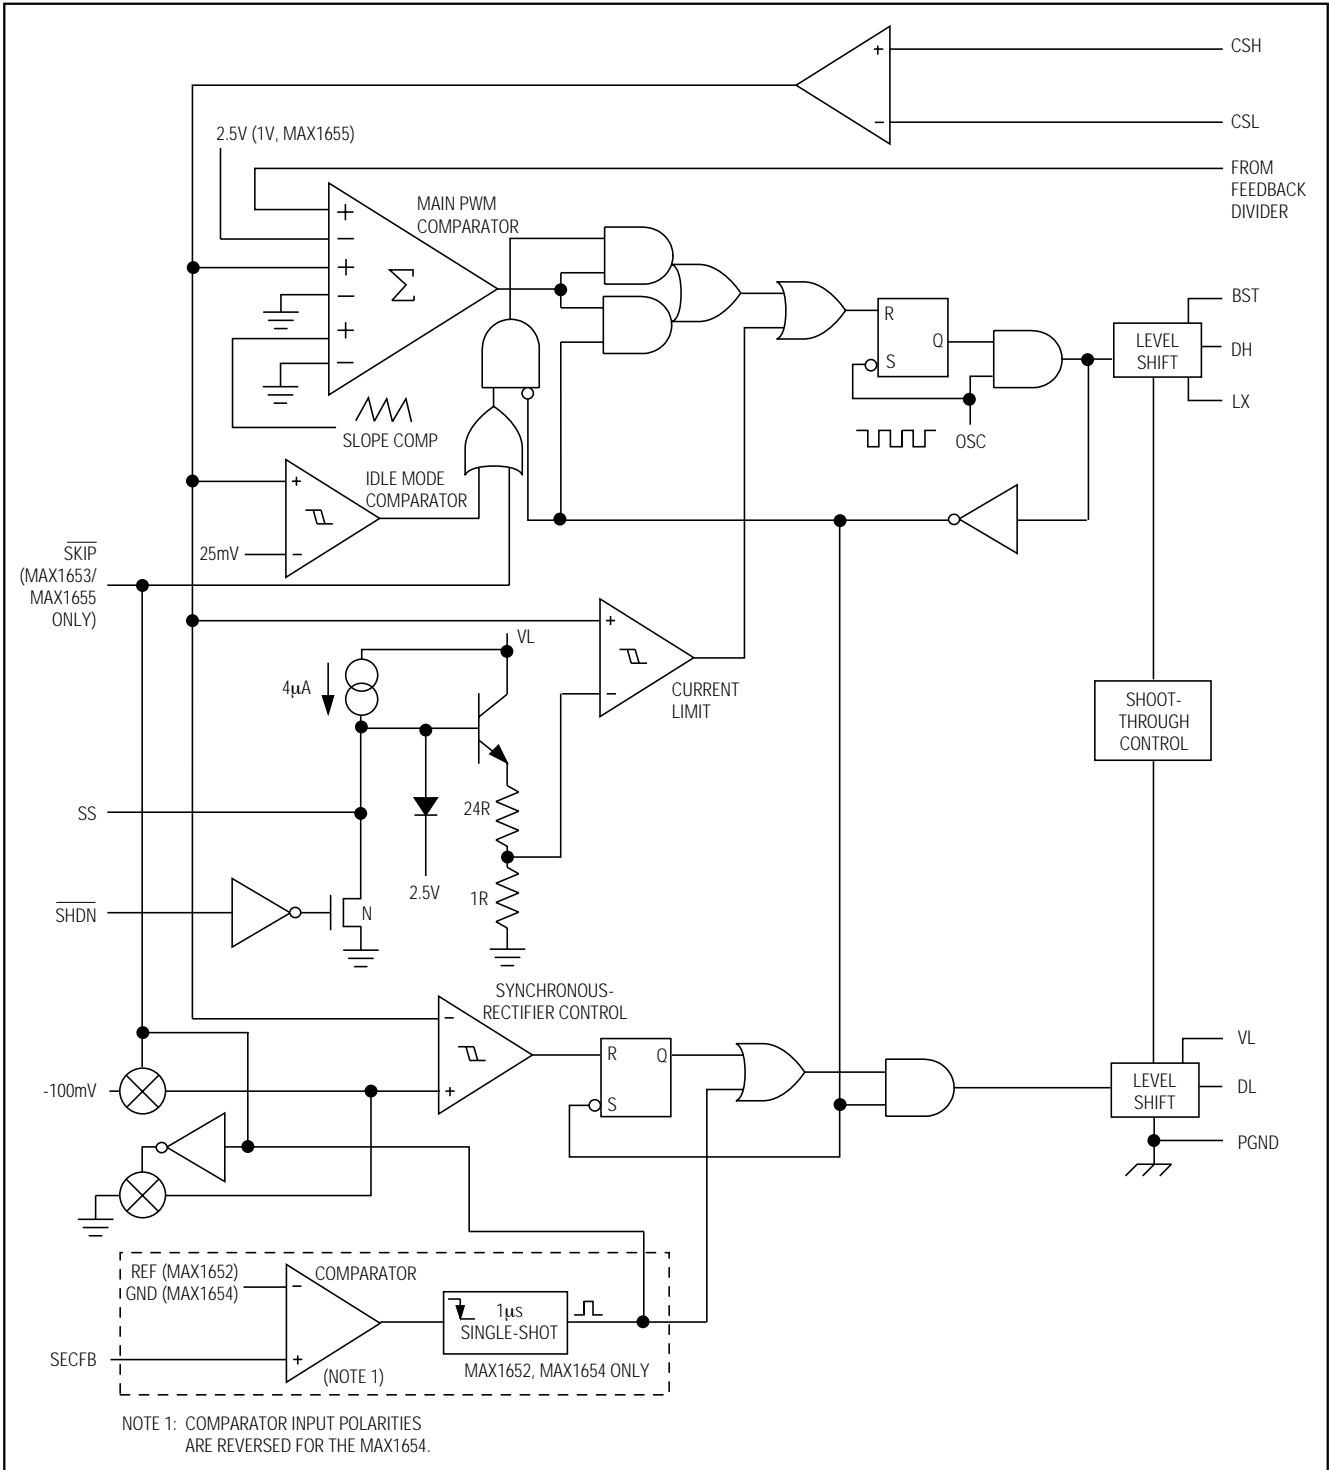 CSH
CSL
2.5V (1V, MAX1655)
FROM
FEEDBACK
DIVIDER
MAIN PWM
COMPARATOR
+
−
+
−
+
−
+
−
Σ
R
Q
S
BST
LEVEL
SHIFT
DH
LX
OSC
SLOPE COMP
IDLE MODE
COMPARATOR
+
−
25mV
SKIP
(MAX1653/
MAX1655
ONLY)
+
−
VL
4µA
CURRENT
LIMIT
SHOOT-
THROUGH
CONTROL
24R
SS
2.5V
1R
SHDN
N
SYNCHRONOUS-
RECTIFIER CONTROL
−
+
R
Q
S
-100mV
VL
LEVEL
SHIFT
DL
PGND
REF (MAX1652)
GND (MAX1654)
COMPARATOR
−
+
1µs
SINGLE-SHOT
SECFB
(NOTE 1)
MAX1652, MAX1654 ONLY
NOTE 1: COMPARATOR INPUT POLARITIES
ARE REVERSED FOR THE MAX1654.